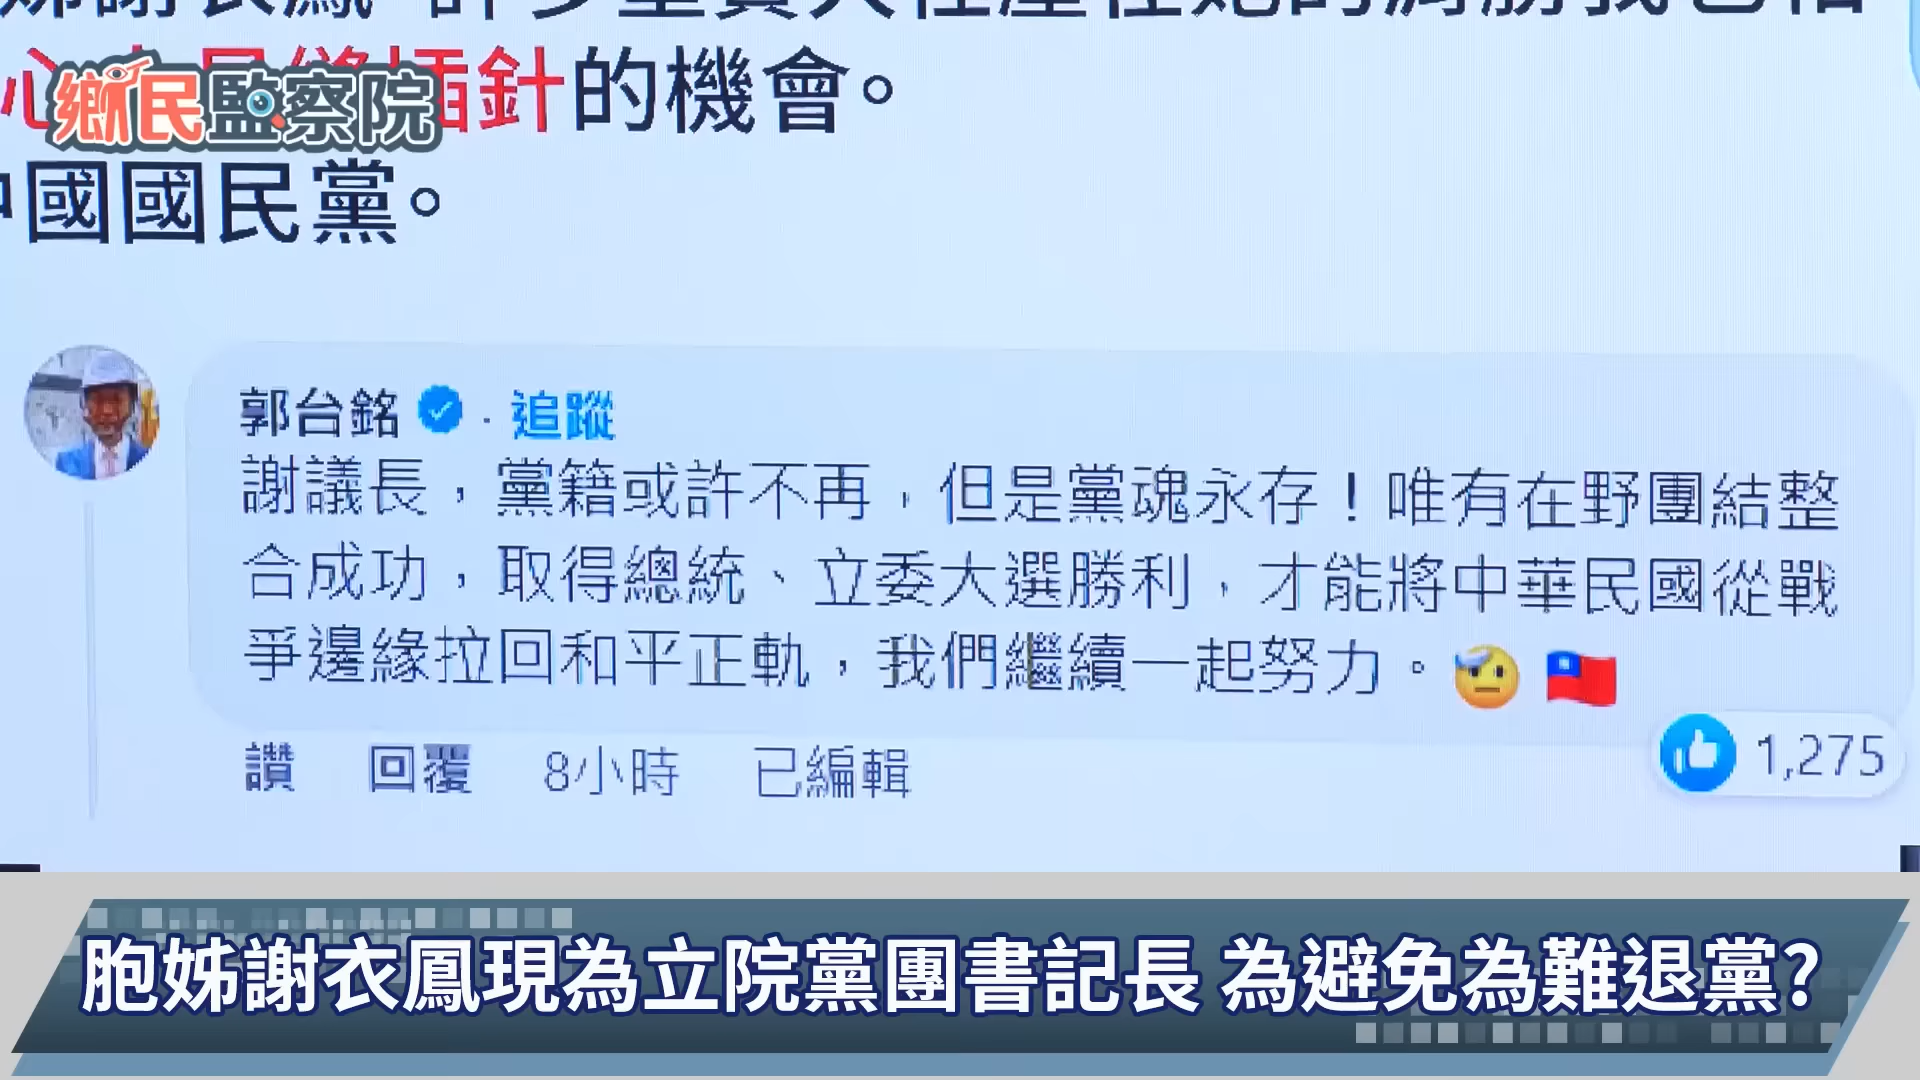 的機會。
中國國民黨。
鄉民監察院
郭台銘 · 追蹤
謝議長，黨籍或許不再，但是黨魂永存！唯有在野團結整
合成功，取得總統、立委大選勝利，才能將中華民國從戰
爭邊緣拉回和平正軌，我們繼續一起努力。
讚 回覆 8小時 已編輯
1,275
胞姊謝衣鳳現為立院黨團書記長 為避免為難退黨?